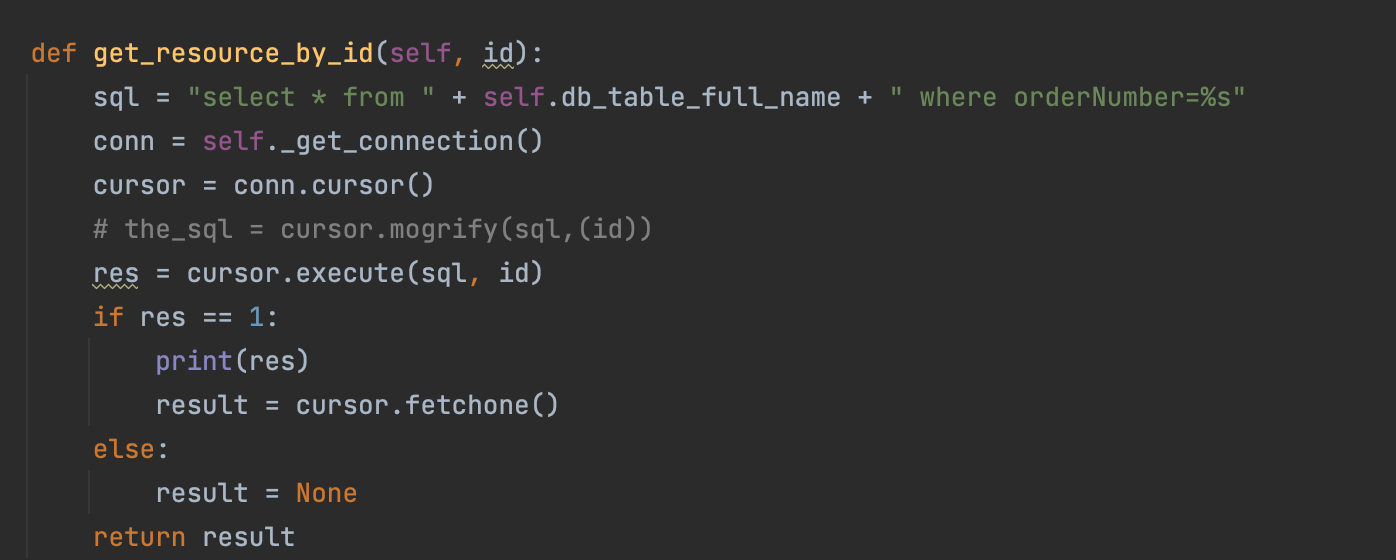 def get_resource_by_id(self, id):
    sql = "select * from " + self.db_table_full_name + " where orderNumber=%s"
    conn = self._get_connection()
    cursor = conn.cursor()
    # the_sql = cursor.mogrify(sql,(id))
    res = cursor.execute(sql, id)
    if res == 1:
        print(res)
        result = cursor.fetchone()
    else:
        result = None
    return result